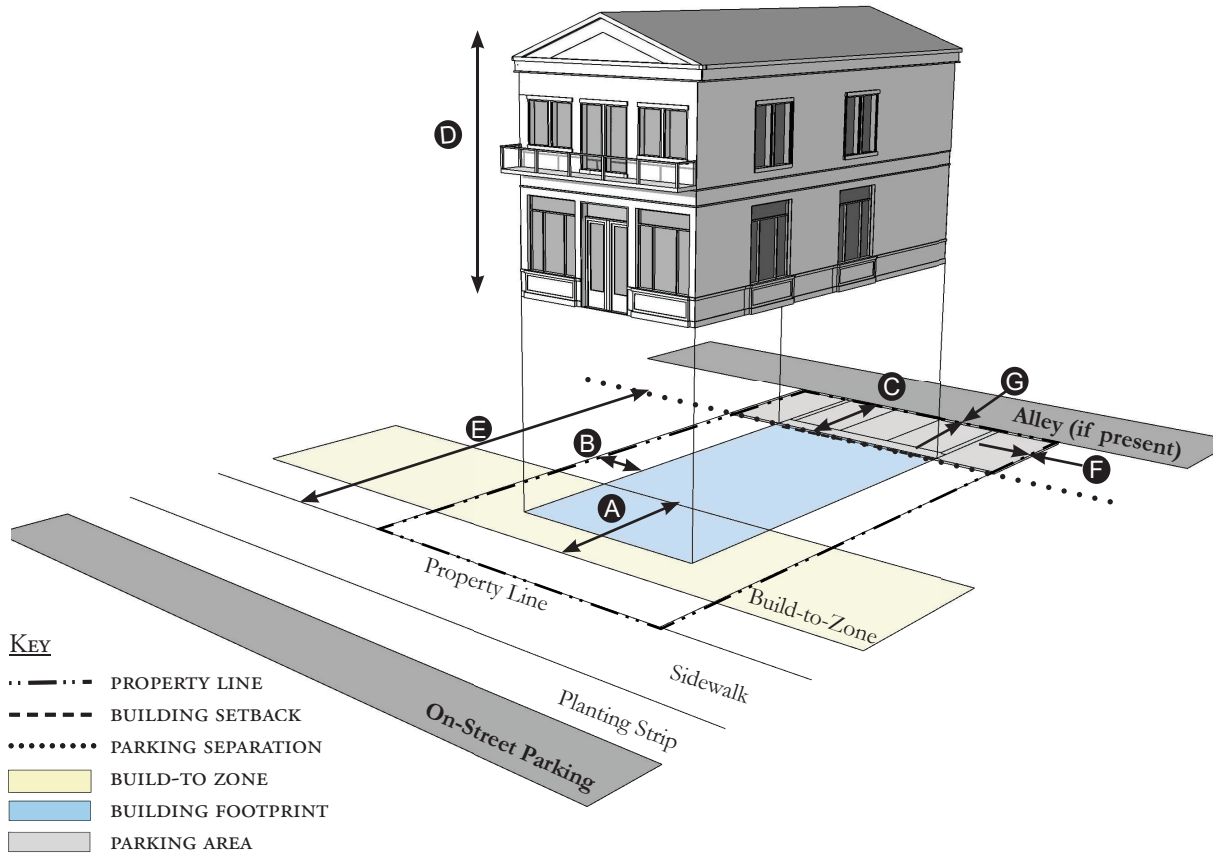 D
C
G
Alley (if present)
E
B
F
A
Property Line
Build-to-Zone
Sidewalk
Planting Strip
On-Street Parking
KEY
PROPERTY LINE
BUILDING SETBACK
PARKING SEPARATION
BUILD-TO ZONE
BUILDING FOOTPRINT
PARKING AREA